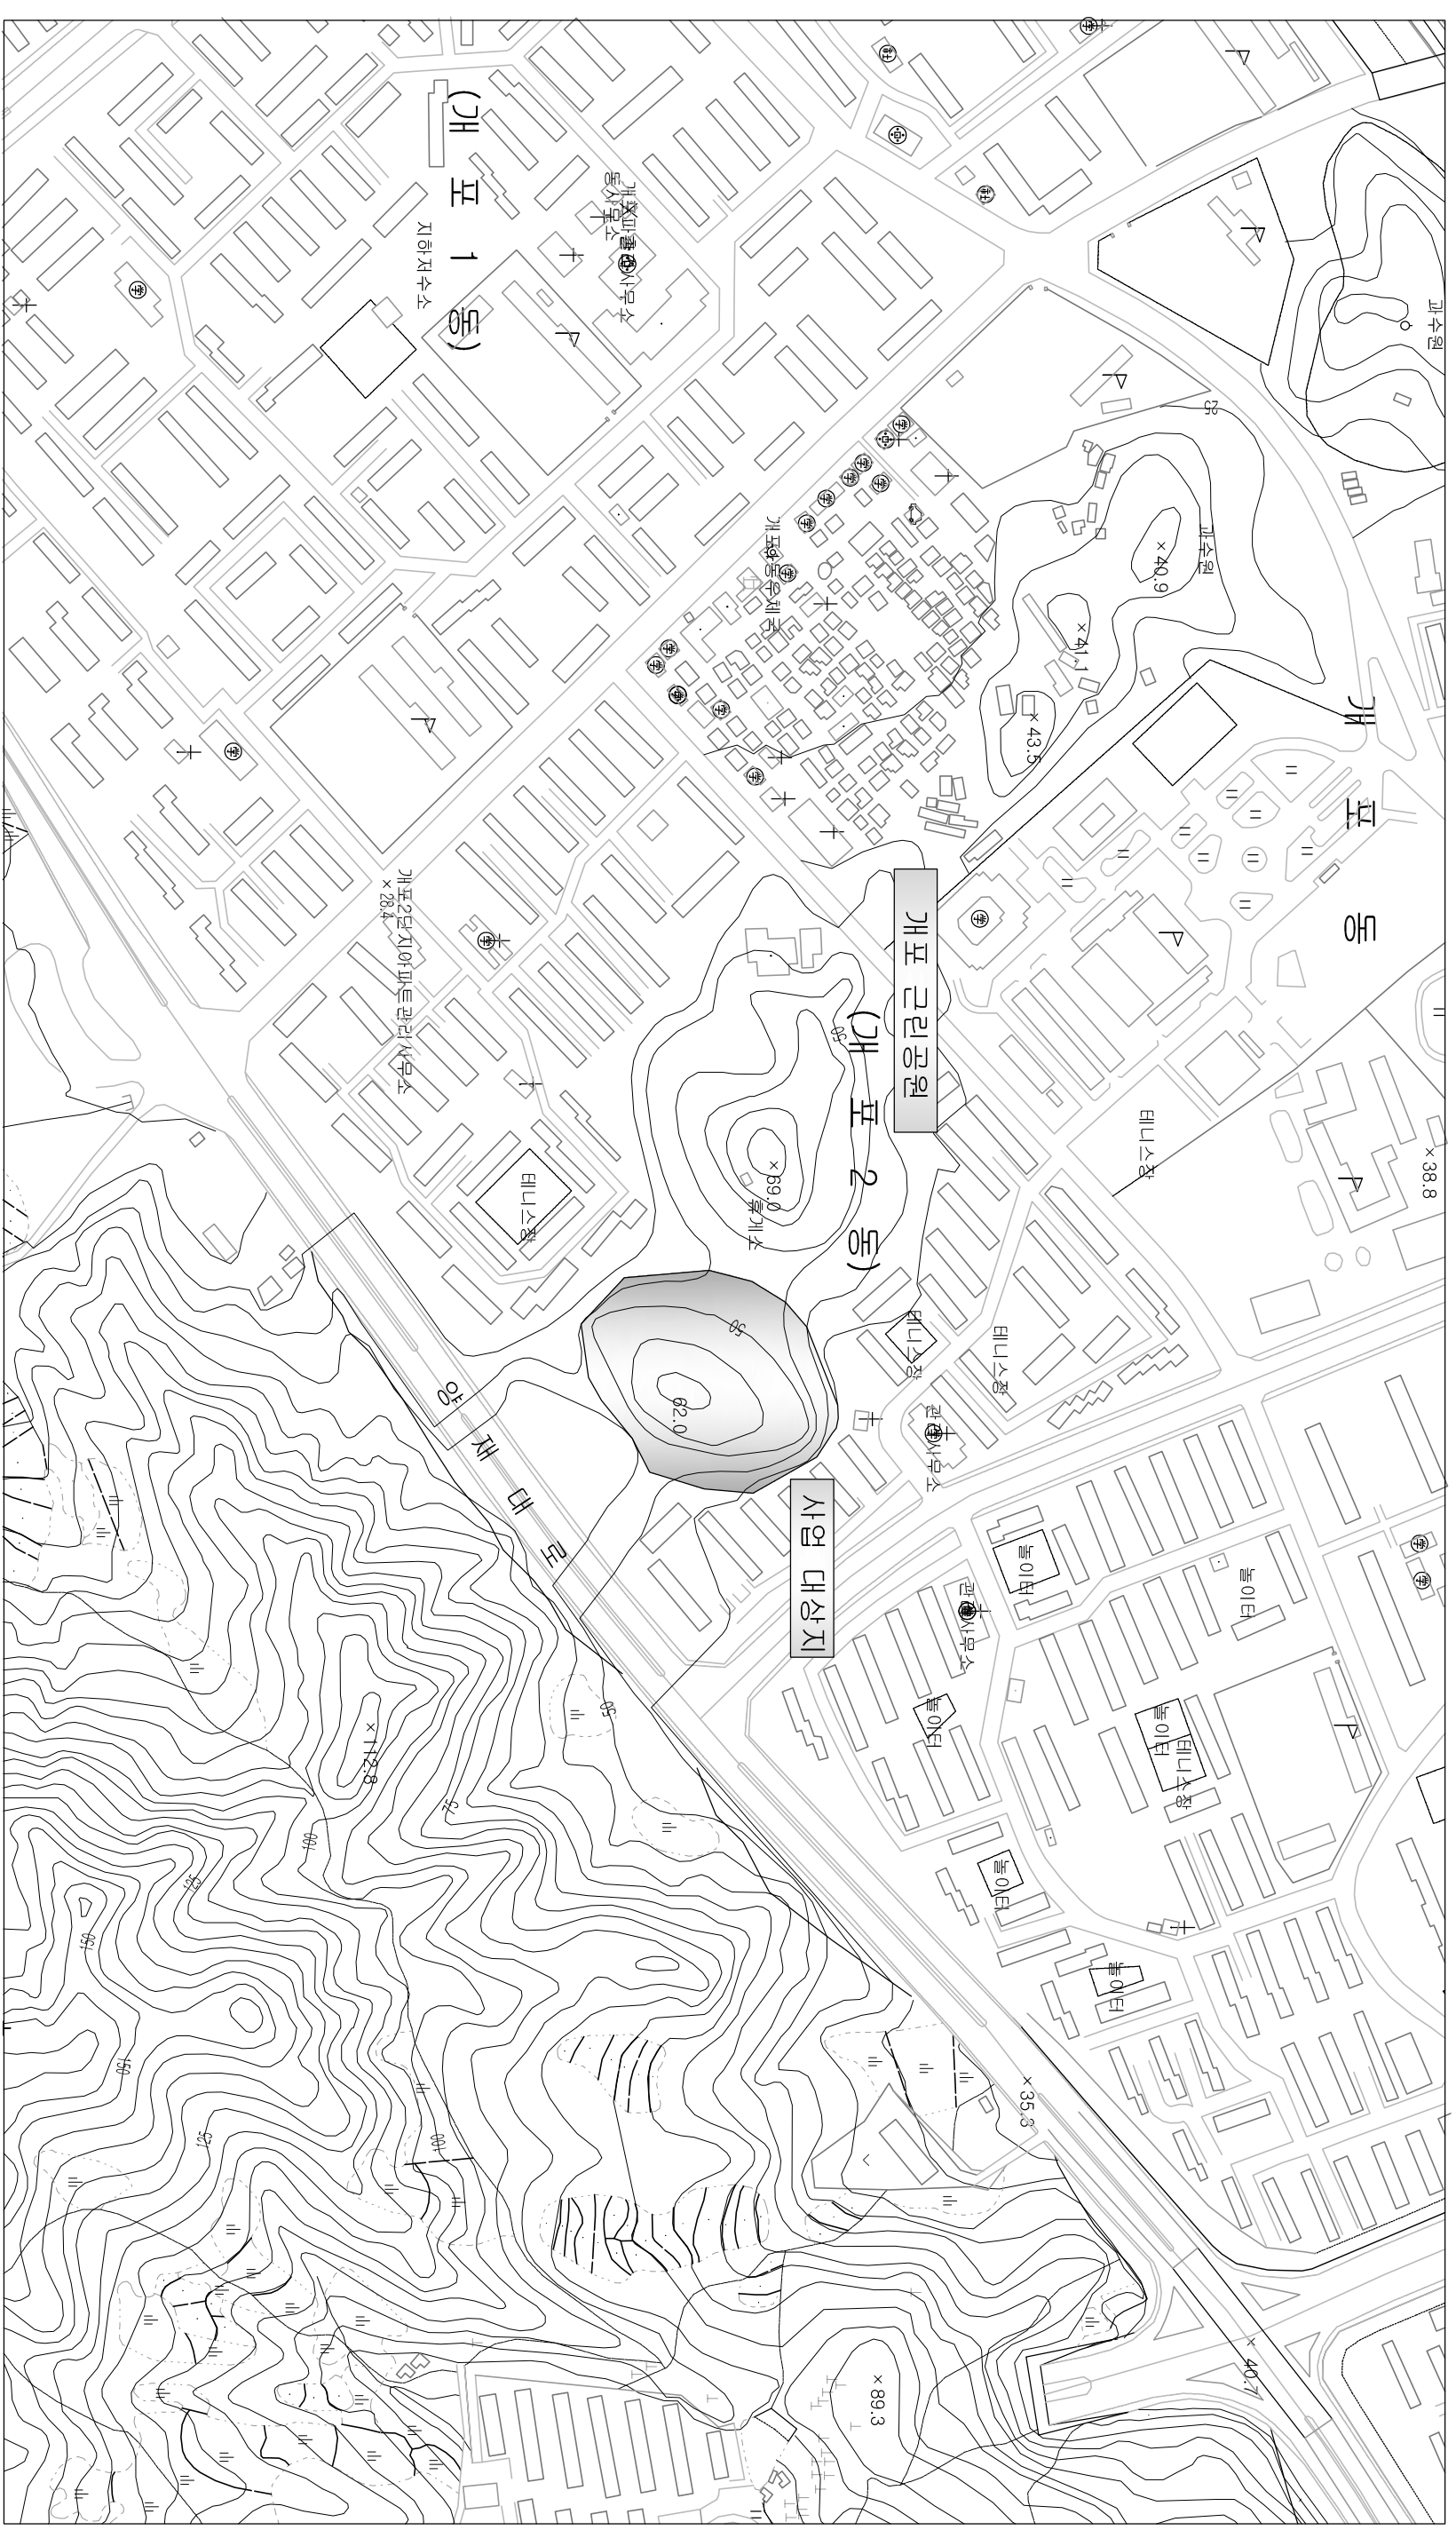 (개 포 1 동)
지하저수소
과수원
25
× 40.9
과수원
× 41.1
× 43.5
개 포 동
개포2단지아파트관리사무소
× 28.4
개포 근린공원
(개 포 2 동)
50
× 69.0
휴게소
테니스장
테니스장
× 38.8
50
62.0
테니스장
테니스장
관리사무소
사업 대상지
양 재 대 로
놀이터
놀이터
관리사무소
놀이터
놀이터
테니스장
놀이터
놀이터
50
× 112.8
75
100
125
150
150
125
100
× 35.3
× 40.7
× 89.3